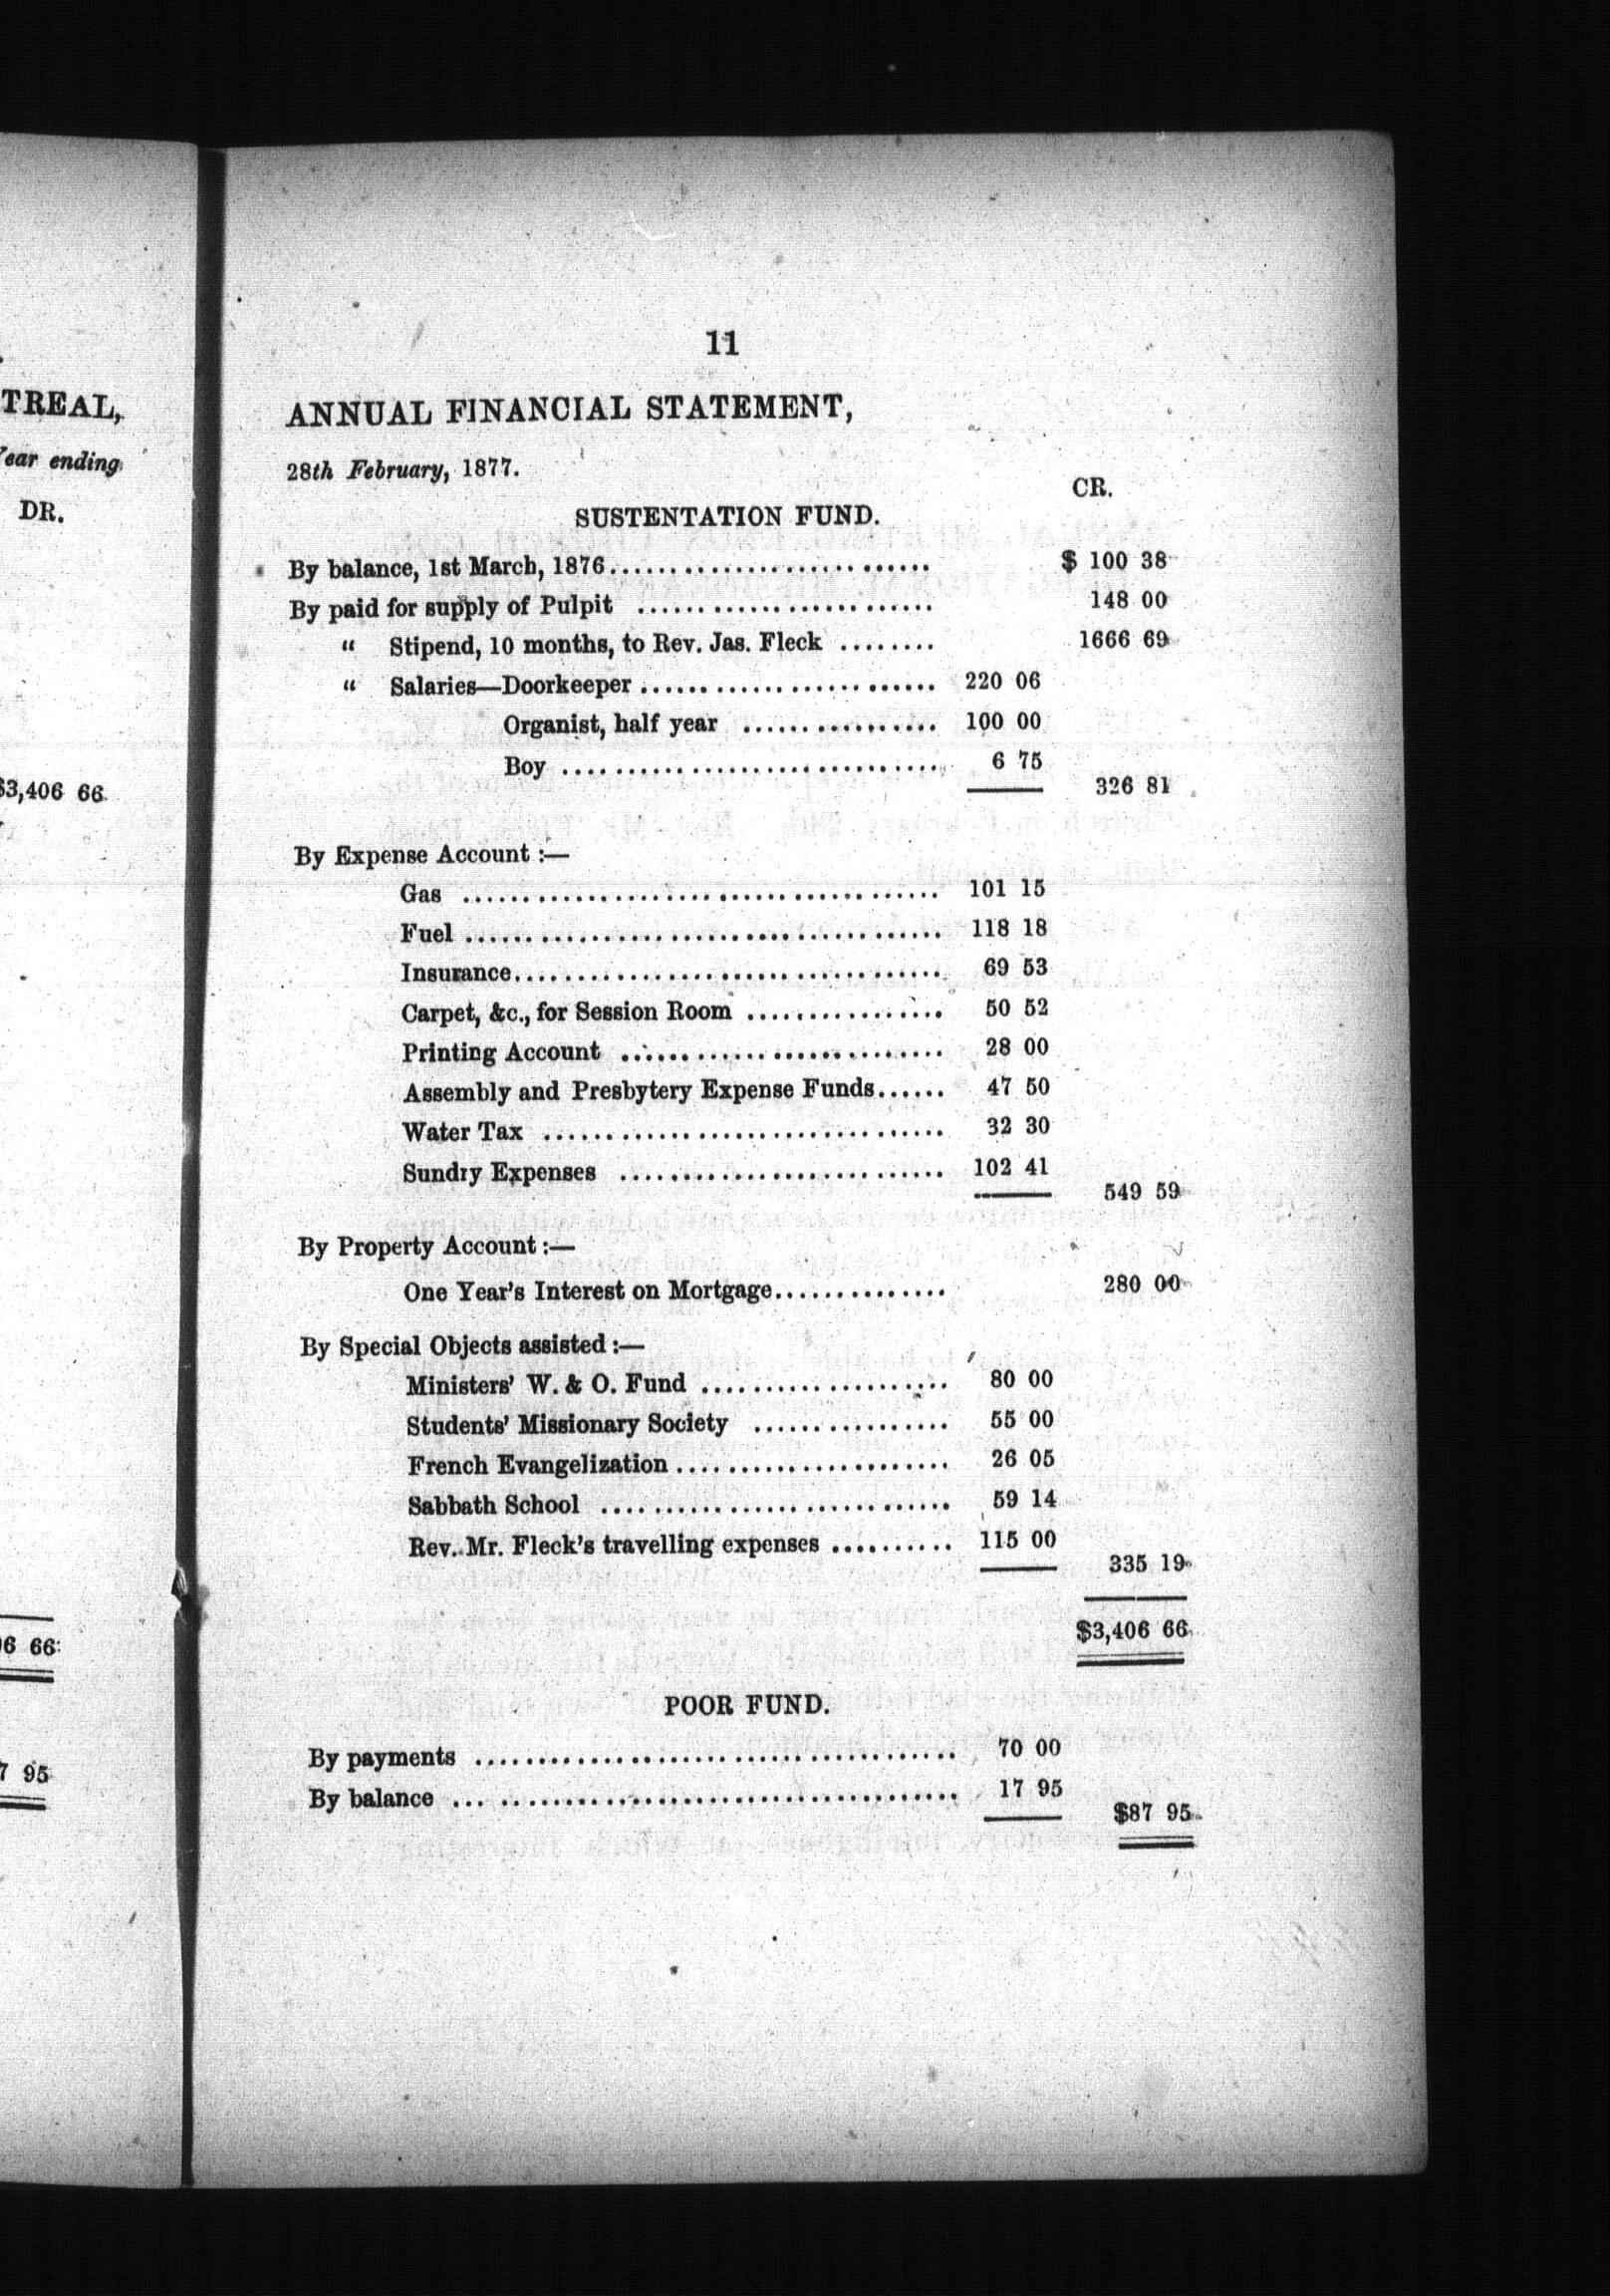 TREAL,
Year ending
DR.
$3,406 66
06 66
7 95
11
ANNUAL FINANCIAL STATEMENT,
28th February, 1877.
CR.
SUSTENTATION FUND.
By balance, 1st March, 1876........................... $ 100 38
By paid for supply of Pulpit ........................ 148 00
“ Stipend, 10 months, to Rev. Jas. Fleck ........ 1666 69
“ Salaries—Doorkeeper........................ 220 06
Organist, half year ................ 100 00
Boy ............................... 6 75
326 81
By Expense Account :—
Gas ....................................... 101 15
Fuel ....................................... 118 18
Insurance................................... 69 53
Carpet, &c., for Session Room ................ 50 52
Printing Account .......................... 28 00
Assembly and Presbytery Expense Funds...... 47 50
Water Tax ................................. 32 30
Sundry Expenses .......................... 102 41
549 59
By Property Account :—
One Year's Interest on Mortgage.............. 280 00
By Special Objects assisted :—
Ministers' W. & O. Fund .................... 80 00
Students' Missionary Society ................ 55 00
French Evangelization...................... 26 05
Sabbath School ............................ 59 14
Rev. Mr. Fleck's travelling expenses .......... 115 00
335 19
$3,406 66
POOR FUND.
By payments ....................................... 70 00
By balance ... ..................................... 17 95
$87 95